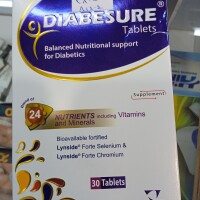 DIABESURE®
Tablets
Balanced Nutritional support
for Diabetics
Supplement
24
NUTRIENTS including Vitamins
and Minerals
Bioavailable fortified
Lynside® Forte Selenium &
Lynside® Forte Chromium
30 Tablets